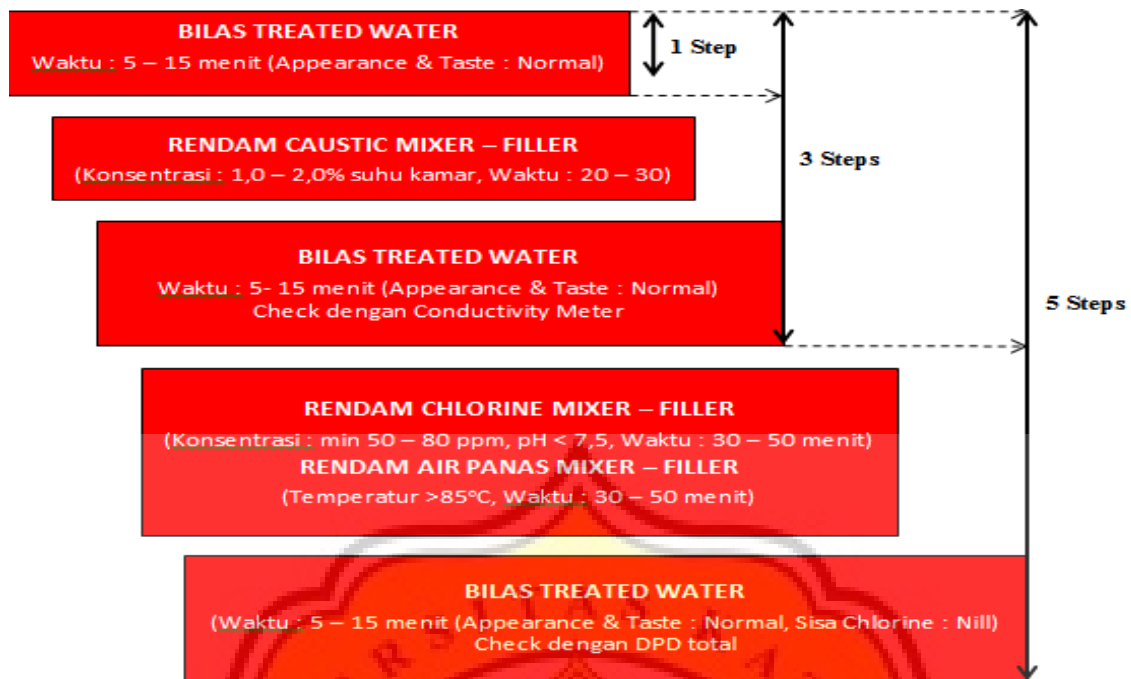 BILAS TREATED WATER
Waktu : 5 – 15 menit (Appearance & Taste : Normal)
1 Step
RENDAM CAUSTIC MIXER – FILLER
(Konsentrasi : 1,0 – 2,0% suhu kamar, Waktu : 20 – 30)
3 Steps
BILAS TREATED WATER
Waktu : 5- 15 menit (Appearance & Taste : Normal)
Check dengan Conductivity Meter
5 Steps
RENDAM CHLORINE MIXER – FILLER
(Konsentrasi : min 50 – 80 ppm, pH < 7,5, Waktu : 30 – 50 menit)
RENDAM AIR PANAS MIXER – FILLER
(Temperatur >85°C, Waktu : 30 – 50 menit)
BILAS TREATED WATER
(Waktu : 5 – 15 menit (Appearance & Taste : Normal, Sisa Chlorine : Nill)
Check dengan DPD total